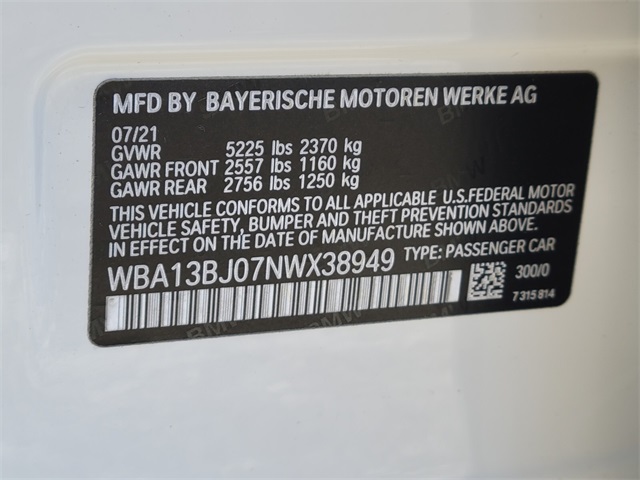 MFD BY BAYERISCHE MOTOREN WERKE AG
07/21
GVWR 5225 lbs 2370 kg
GAWR FRONT 2557 lbs 1160 kg
GAWR REAR 2756 lbs 1250 kg
THIS VEHICLE CONFORMS TO ALL APPLICABLE U.S.FEDERAL MOTOR
VEHICLE SAFETY, BUMPER AND THEFT PREVENTION STANDARDS
IN EFFECT ON THE DATE OF MANUFACTURE SHOWN ABOVE.
WBA13BJ07NWX38949 TYPE: PASSENGER CAR
300/0
7315814
BMW
BMW